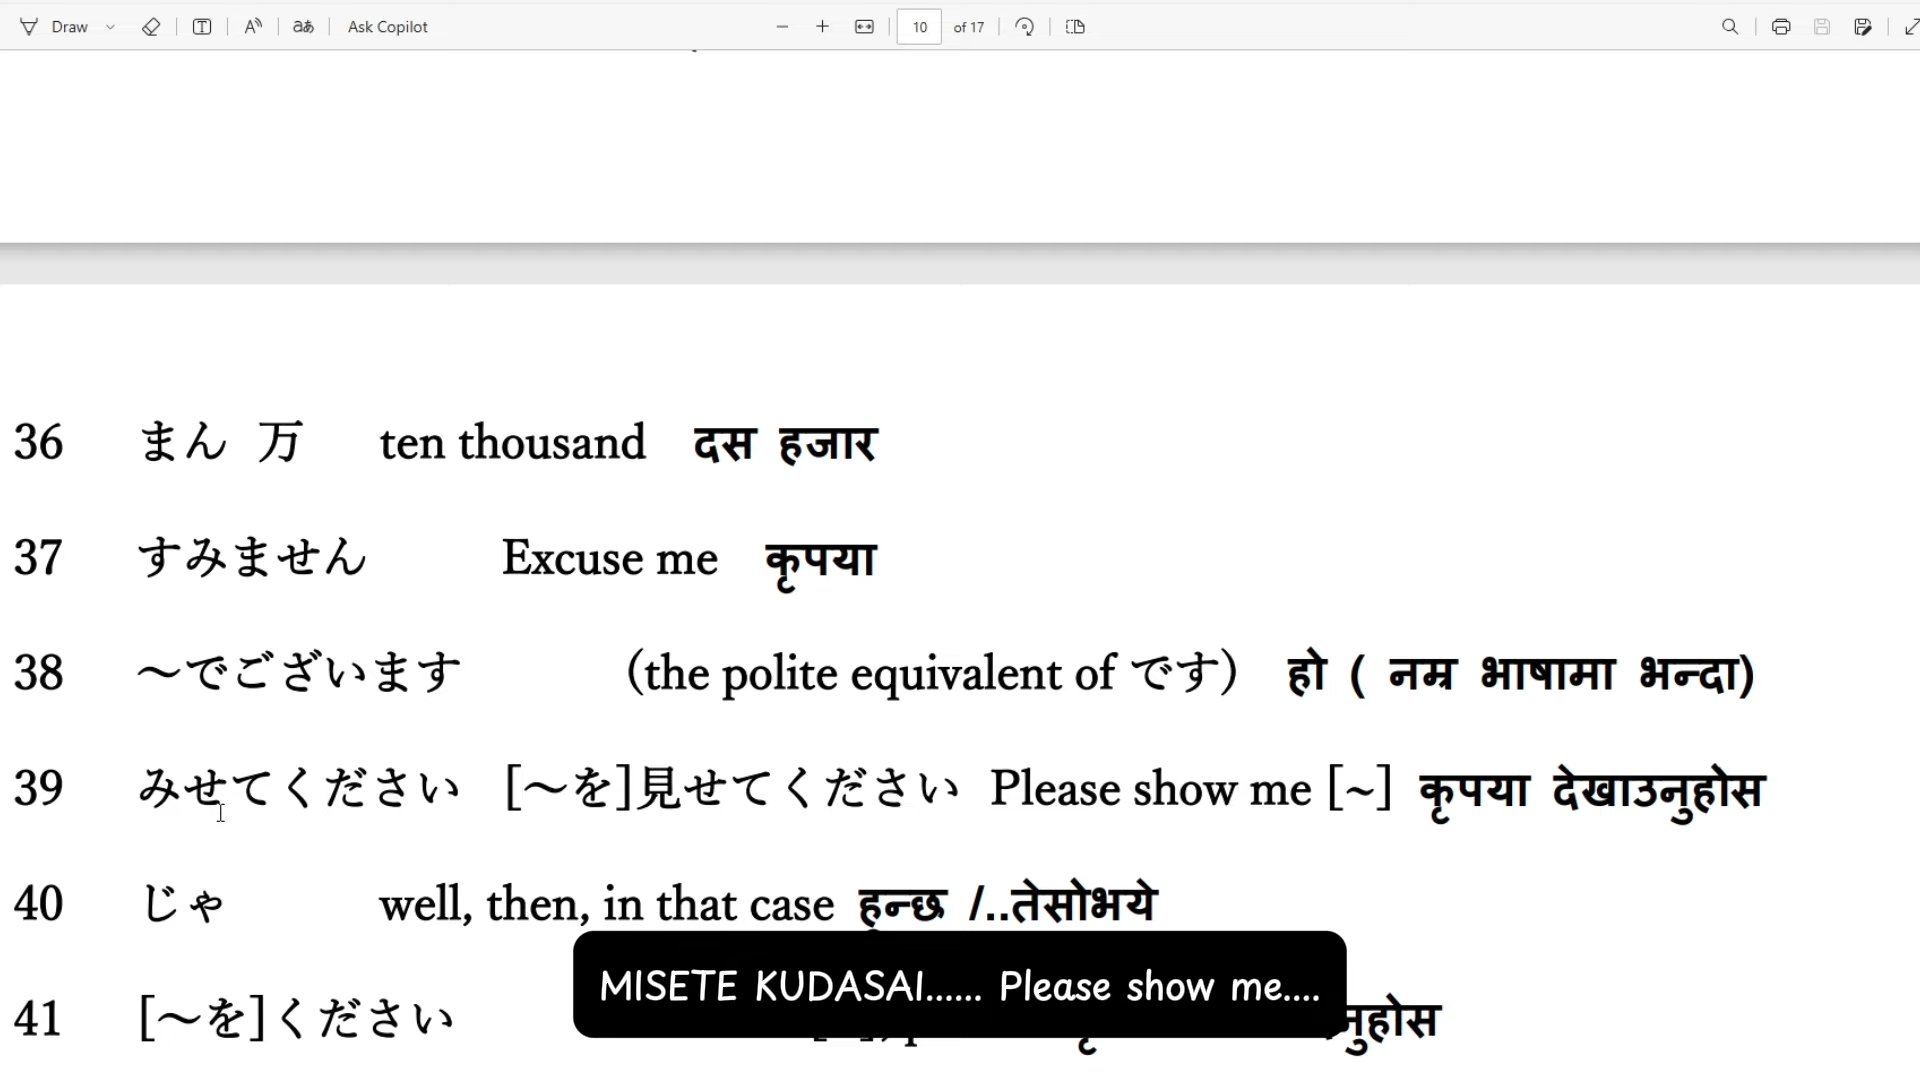 Draw aあ Ask Copilot 10 of 17
36 まん 万 ten thousand दस हजार
37 すみません Excuse me कृपया
38 ～でございます (the polite equivalent of です) हो ( नम्र भाषामा भन्दा)
39 みせてください [～を]見せてください Please show me [~] कृपया देखाउनुहोस
40 じゃ well, then, in that case हुन्छ /..तेसोभये
MISETE KUDASAI...... Please show me....
41 [～を]ください नुहोस